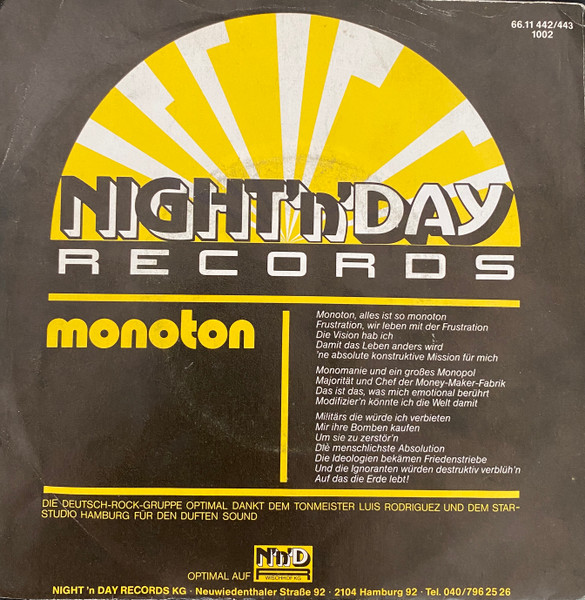 66.11 442/443
1002
NIGHT'n'DAY
RECORDS
monoton
Monoton, alles ist so monoton
Frustration, wir leben mit der Frustration
Die Vision hab ich
Damit das Leben anders wird
'ne absolute konstruktive Mission für mich
Monomanie und ein großes Monopol
Majorität und Chef der Money-Maker-Fabrik
Das ist das, was mich emotional berührt
Modifizier'n könnte ich die Welt damit
Militärs die würde ich verbieten
Mir ihre Bomben kaufen
Um sie zu zerstör'n
Die menschlichste Absolution
Die Ideologien bekämen Friedenstriebe
Und die Ignoranten würden destruktiv verblüh'n
Auf das die Erde lebt!
DIE DEUTSCH-ROCK-GRUPPE OPTIMAL DANKT DEM TONMEISTER LUIS RODRIGUEZ UND DEM STAR-
STUDIO HAMBURG FÜR DEN DUFTEN SOUND
OPTIMAL AUF N'n'D
WISCHHOF KG
NIGHT 'n DAY RECORDS KG · Neuwiedenthaler Straße 92 · 2104 Hamburg 92 · Tel. 040/796 25 26